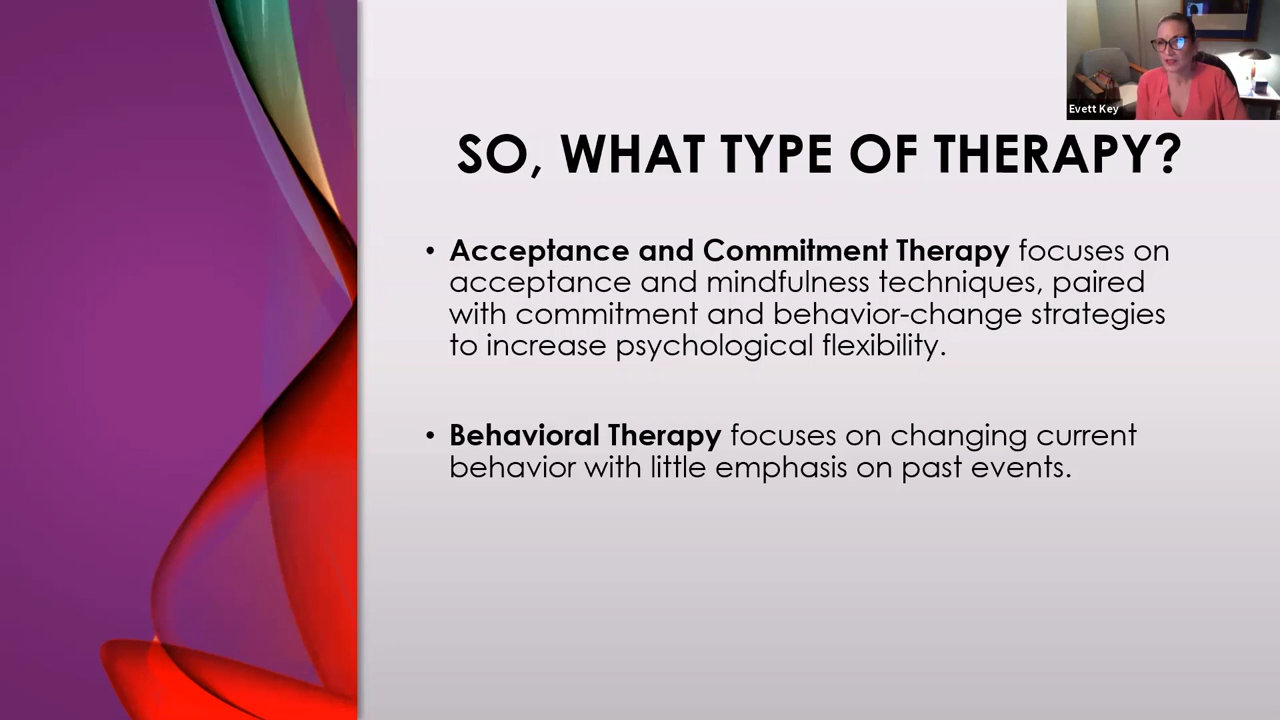 Evett Key
SO, WHAT TYPE OF THERAPY?
• Acceptance and Commitment Therapy focuses on
acceptance and mindfulness techniques, paired
with commitment and behavior-change strategies
to increase psychological flexibility.
• Behavioral Therapy focuses on changing current
behavior with little emphasis on past events.